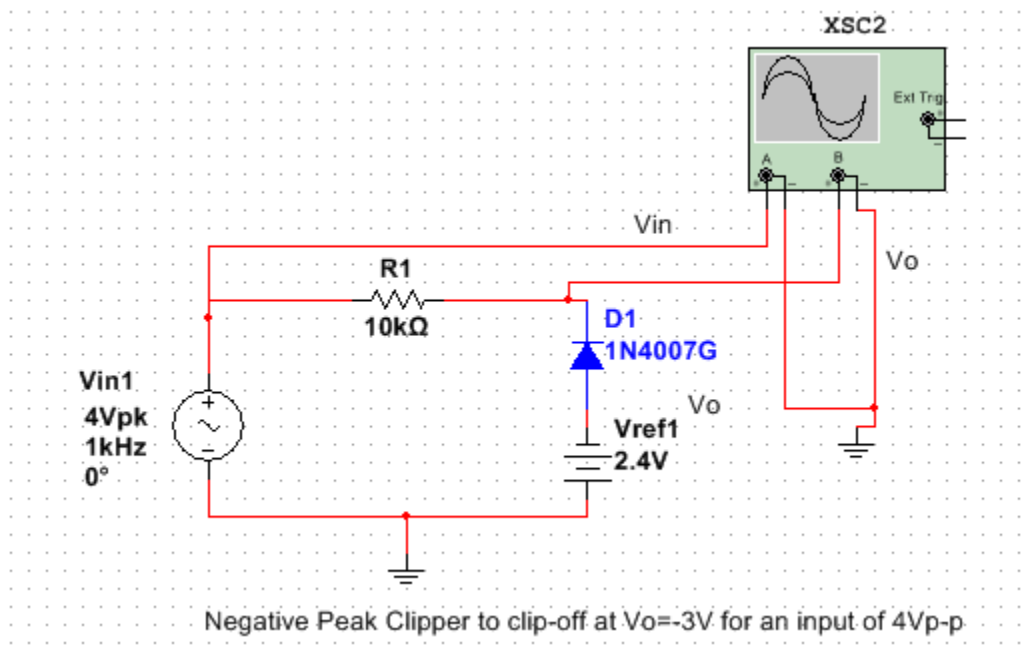 XSC2
Ext Trig
+
-
A
B
+
-
+
-
Vin
R1
Vo
10kΩ
D1
1N4007G
Vin1
4Vpk
1kHz
0°
+
~
-
Vo
Vref1
2.4V
Negative Peak Clipper to clip-off at Vo=-3V for an input of 4Vp-p